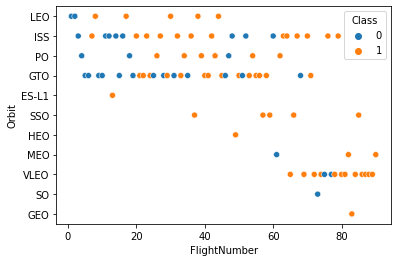 LEO
ISS
PO
GTO
ES-L1
SSO
HEO
MEO
VLEO
SO
GEO
Orbit
Class
0
1
0 20 40 60 80
FlightNumber